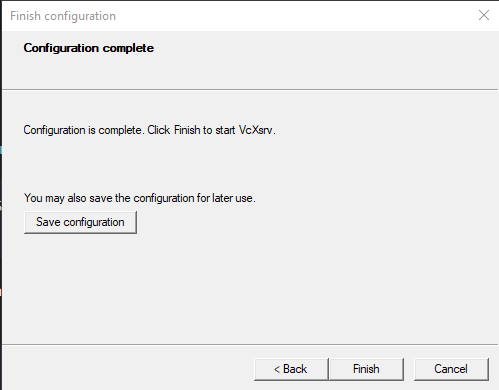 Finish configuration
Configuration complete
Configuration is complete. Click Finish to start VcXsrv.
You may also save the configuration for later use.
Save configuration
< Back
Finish
Cancel